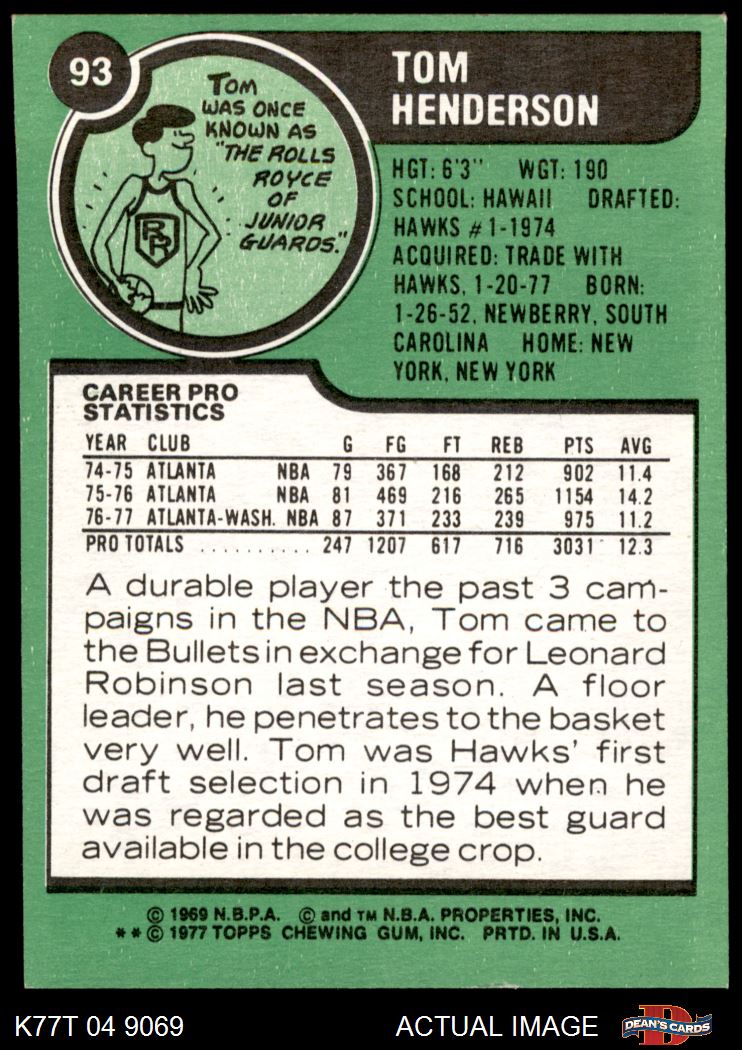 93
TOM
HENDERSON
TOM
WAS ONCE
KNOWN AS
"THE ROLLS
ROYCE
OF
JUNIOR
GUARDS."
RR
HGT: 6'3" WGT: 190
SCHOOL: HAWAII DRAFTED:
HAWKS #1-1974
ACQUIRED: TRADE WITH
HAWKS, 1-20-77 BORN:
1-26-52, NEWBERRY, SOUTH
CAROLINA HOME: NEW
YORK, NEW YORK
CAREER PRO
STATISTICS
YEAR CLUB G FG FT REB PTS AVG
74-75 ATLANTA NBA 79 367 168 212 902 11.4
75-76 ATLANTA NBA 81 469 216 265 1154 14.2
76-77 ATLANTA-WASH. NBA 87 371 233 239 975 11.2
PRO TOTALS .......... 247 1207 617 716 3031 12.3
A durable player the past 3 cam-
paigns in the NBA, Tom came to
the Bullets in exchange for Leonard
Robinson last season. A floor
leader, he penetrates to the basket
very well. Tom was Hawks' first
draft selection in 1974 when he
was regarded as the best guard
available in the college crop.
© 1969 N.B.P.A. © and TM N.B.A. PROPERTIES, INC.
** © 1977 TOPPS CHEWING GUM, INC. PRTD. IN U.S.A.
K77T 04 9069 ACTUAL IMAGE
D
DEAN'S CARDS